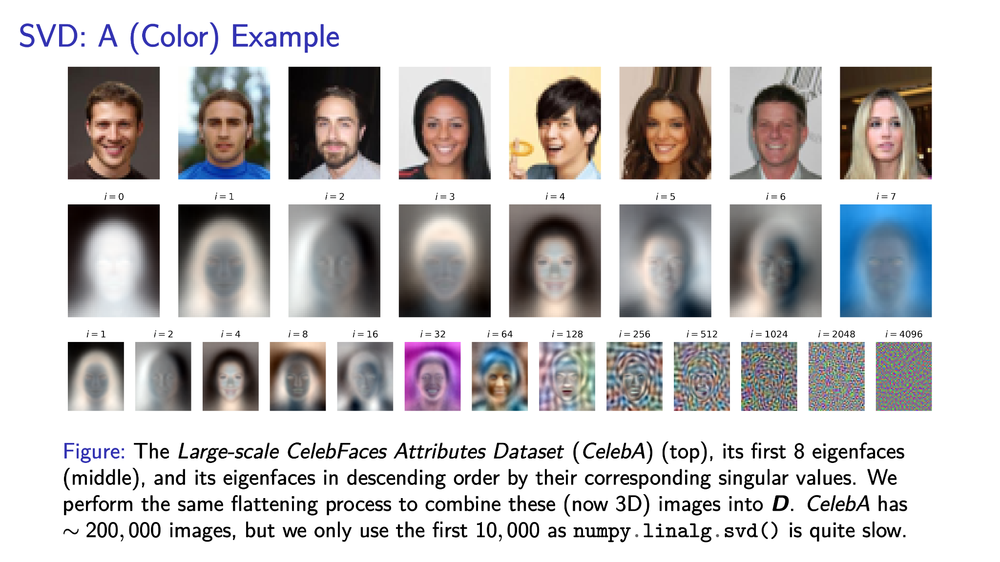 SVD: A (Color) Example
i = 0 i = 1 i = 2 i = 3 i = 4 i = 5 i = 6 i = 7
i = 1 i = 2 i = 4 i = 8 i = 16 i = 32 i = 64 i = 128 i = 256 i = 512 i = 1024 i = 2048 i = 4096
Figure: The Large-scale CelebFaces Attributes Dataset (CelebA) (top), its first 8 eigenfaces
(middle), and its eigenfaces in descending order by their corresponding singular values. We
perform the same flattening process to combine these (now 3D) images into D. CelebA has
∼ 200,000 images, but we only use the first 10,000 as numpy.linalg.svd() is quite slow.